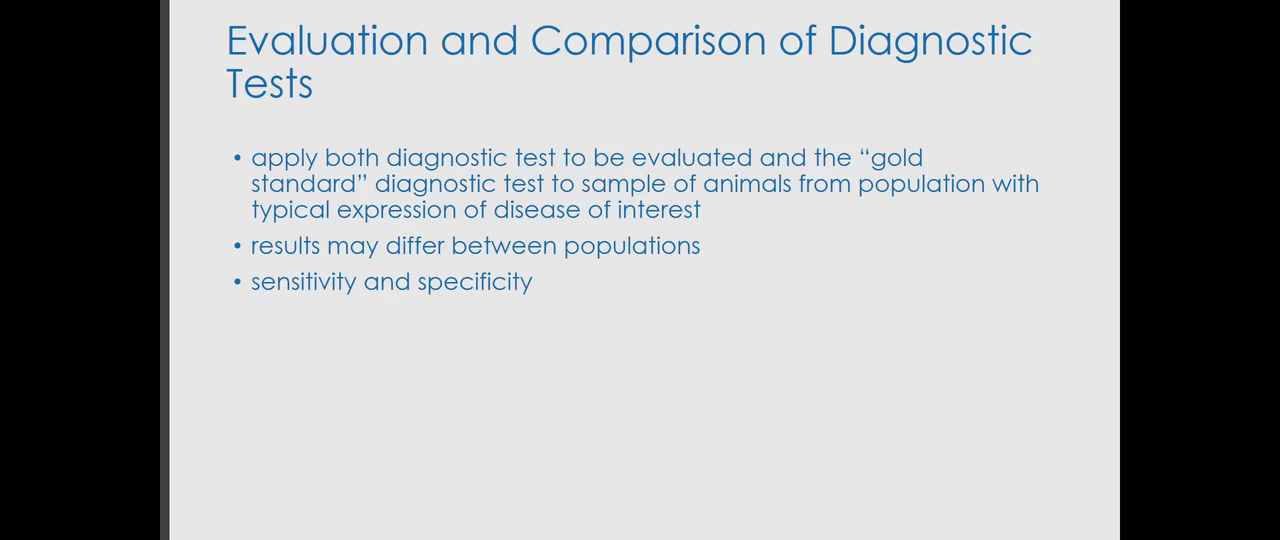 Evaluation and Comparison of Diagnostic
Tests
• apply both diagnostic test to be evaluated and the “gold
standard” diagnostic test to sample of animals from population with
typical expression of disease of interest
• results may differ between populations
• sensitivity and specificity